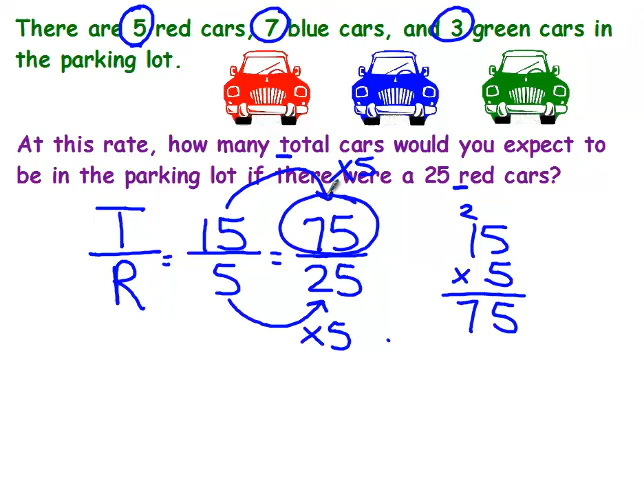 There are 5 red cars, 7 blue cars, and 3 green cars in
the parking lot.
At this rate, how many total cars would you expect to
be in the parking lot if there were a 25 red cars?
x5
T/R = 15/5 = 75/25
x5
2
15
x 5
75